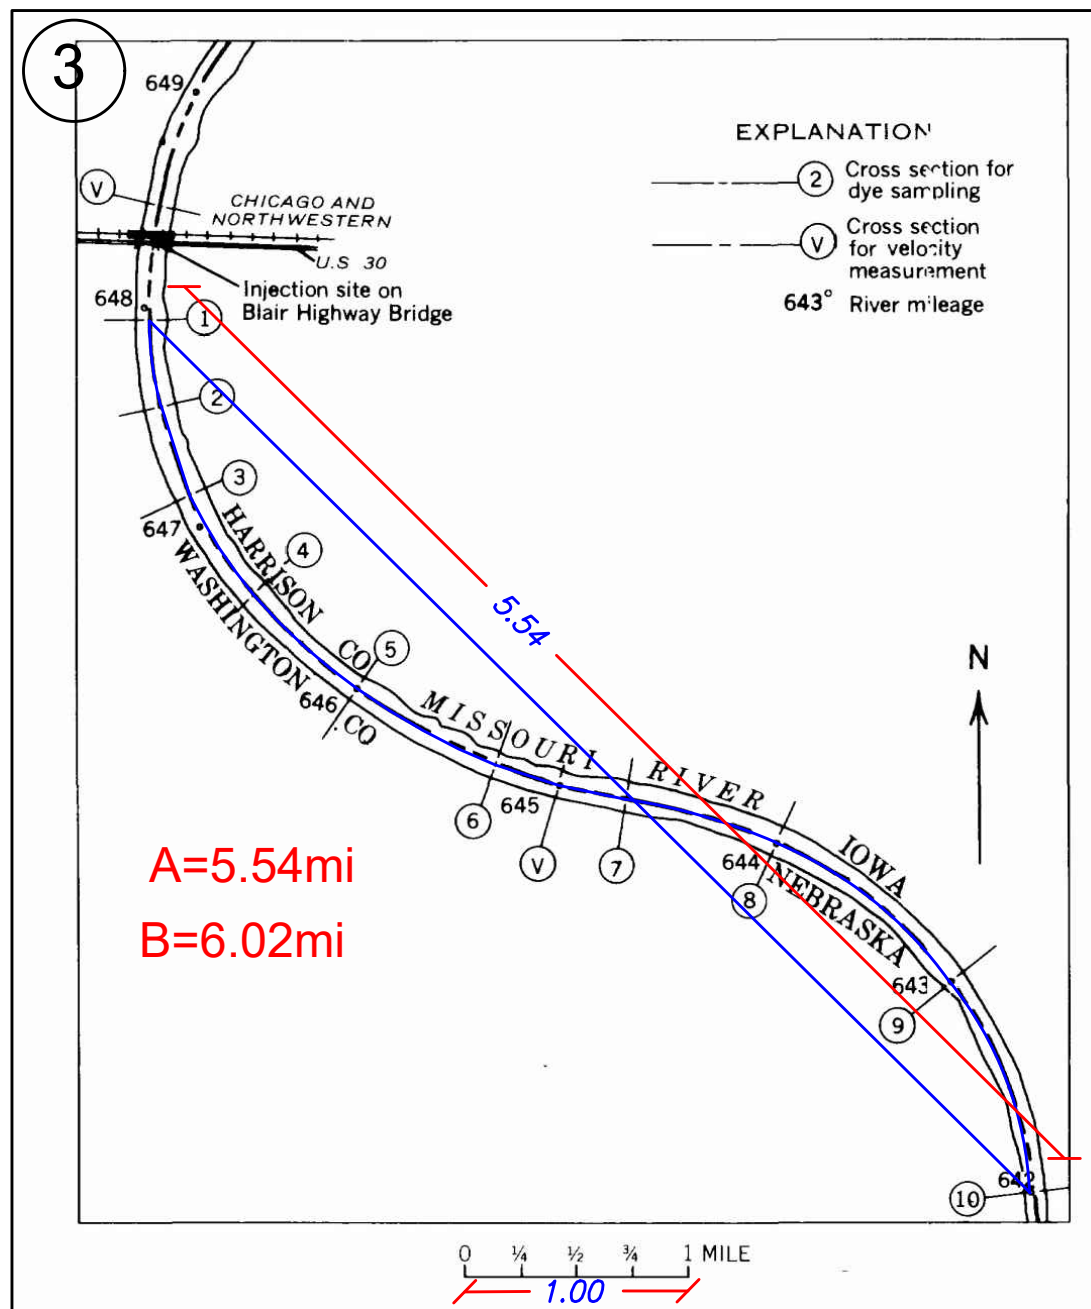 3
649
EXPLANATION
2 Cross section for
dye sampling
V
CHICAGO AND
NORTHWESTERN
V Cross section
for velocity
measurement
U.S 30
648
Injection site on
Blair Highway Bridge
643° River mileage
1
2
3
647
HARRISON CO
4
WASHINGTON CO
5.54
5
646
N
MISSOURI RIVER
6
645
V
7
644
8
IOWA
NEBRASKA
A=5.54mi
B=6.02mi
643
9
642
10
0 ¼ ½ ¾ 1 MILE
1.00